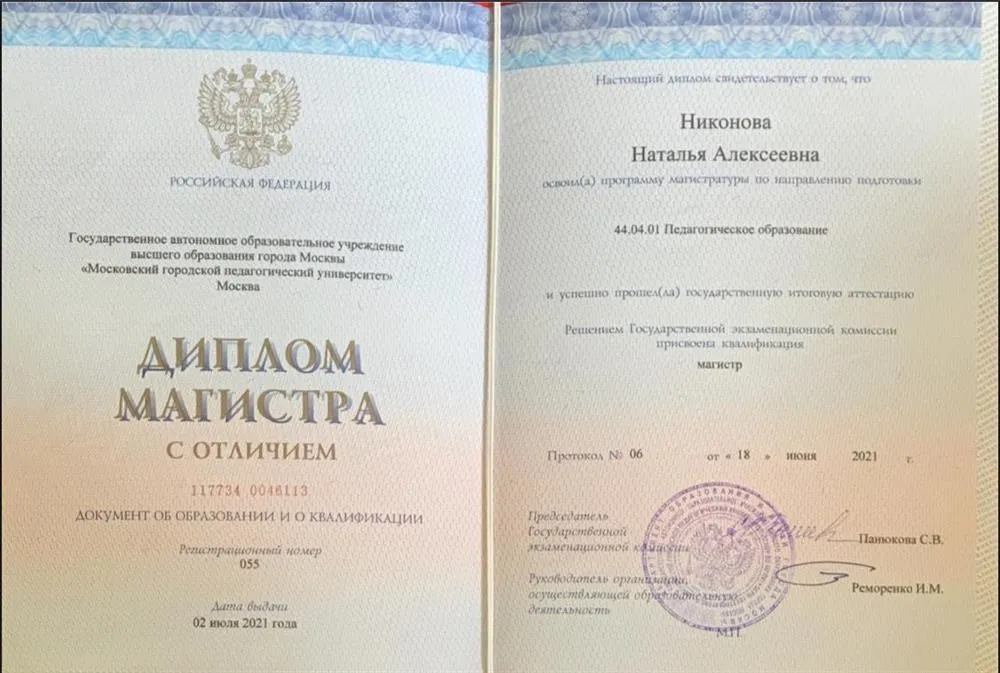 РОССИЙСКАЯ ФЕДЕРАЦИЯ
Государственное автономное образовательное учреждение
высшего образования города Москвы
«Московский городской педагогический университет»
Москва
ДИПЛОМ
МАГИСТРА
С ОТЛИЧИЕМ
117734 0046113
ДОКУМЕНТ ОБ ОБРАЗОВАНИИ И О КВАЛИФИКАЦИИ
Регистрационный номер
055
Дата выдачи
02 июля 2021 года
Настоящий диплом свидетельствует о том, что
Никонова
Наталья Алексеевна
освоил(а) программу магистратуры по направлению подготовки
44.04.01 Педагогическое образование
и успешно прошел(ла) государственную итоговую аттестацию
Решением Государственной экзаменационной комиссии
присвоена квалификация
магистр
Протокол № 06 от « 18 » июня 2021 г.
Председатель
Государственной
экзаменационной комиссии
Панюкова С.В.
Руководитель организации,
осуществляющей образовательную
деятельность
Реморенко И.М.
М.П.